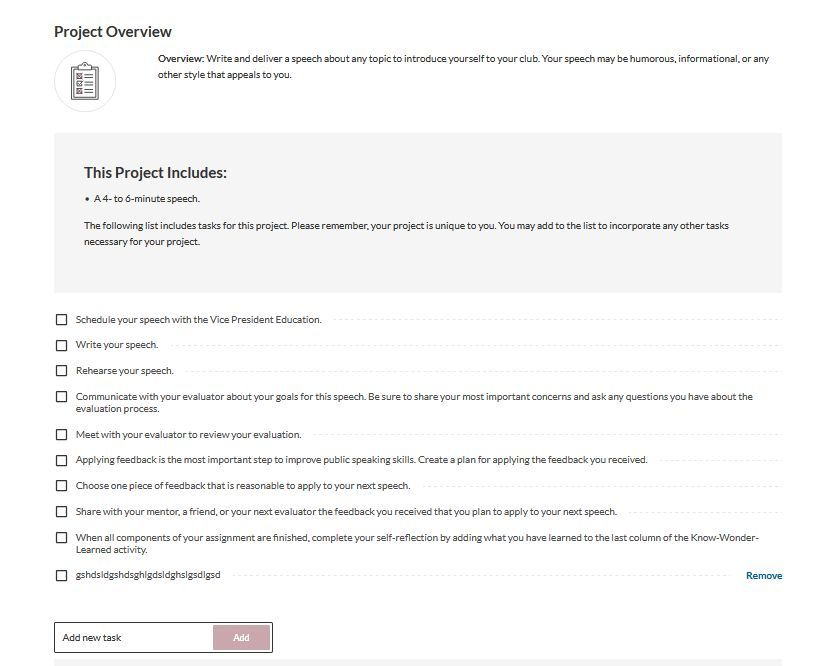 Project Overview
Overview: Write and deliver a speech about any topic to introduce yourself to your club. Your speech may be humorous, informational, or any
other style that appeals to you.
This Project Includes:
• A 4- to 6-minute speech.
The following list includes tasks for this project. Please remember, your project is unique to you. You may add to the list to incorporate any other tasks
necessary for your project.
Schedule your speech with the Vice President Education.
Write your speech.
Rehearse your speech.
Communicate with your evaluator about your goals for this speech. Be sure to share your most important concerns and ask any questions you have about the
evaluation process.
Meet with your evaluator to review your evaluation.
Applying feedback is the most important step to improve public speaking skills. Create a plan for applying the feedback you received.
Choose one piece of feedback that is reasonable to apply to your next speech.
Share with your mentor, a friend, or your next evaluator the feedback you received that you plan to apply to your next speech.
When all components of your assignment are finished, complete your self-reflection by adding what you have learned to the last column of the Know-Wonder-
Learned activity.
gshdsldgshdsghlgdsldghslgsdlgsd Remove
Add new task Add